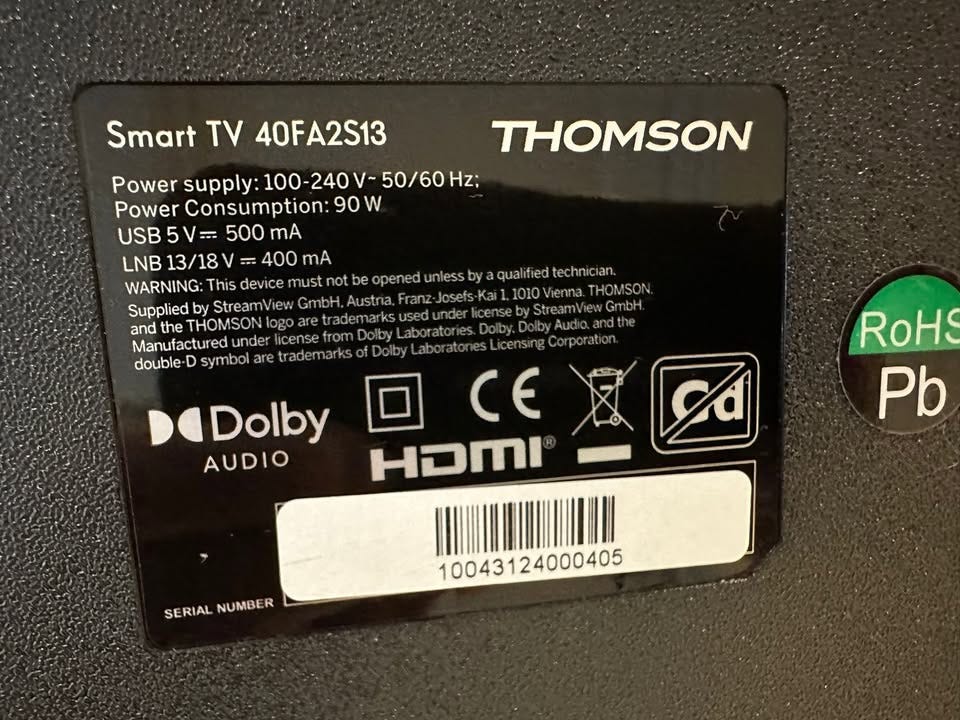 Smart TV 40FA2S13
THOMSON
Power supply: 100-240 V~ 50/60 Hz;
Power Consumption: 90 W
USB 5 V⎓ 500 mA
LNB 13/18 V ⎓ 400 mA
WARNING: This device must not be opened unless by a qualified technician.
Supplied by StreamView GmbH, Austria, Franz-Josefs-Kai 1, 1010 Vienna. THOMSON,
and the THOMSON logo are trademarks used under license by StreamView GmbH.
Manufactured under license from Dolby Laboratories. Dolby, Dolby Audio, and the
double-D symbol are trademarks of Dolby Laboratories Licensing Corporation.
Dolby
AUDIO
CE
Cd
HDMI®
10043124000405
SERIAL NUMBER
RoHS
Pb